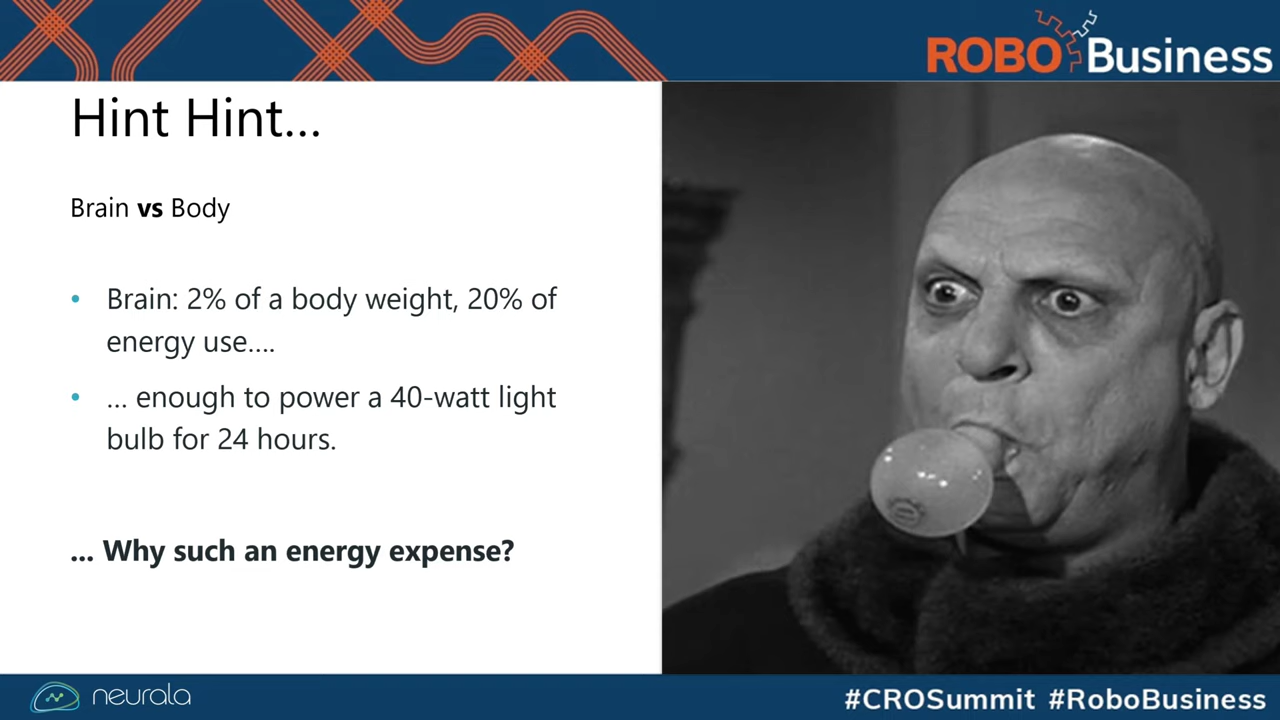 ROBO Business
Hint Hint...
Brain vs Body
• Brain: 2% of a body weight, 20% of
energy use....
• ... enough to power a 40-watt light
bulb for 24 hours.
... Why such an energy expense?
neurala
#CROSummit #RoboBusiness